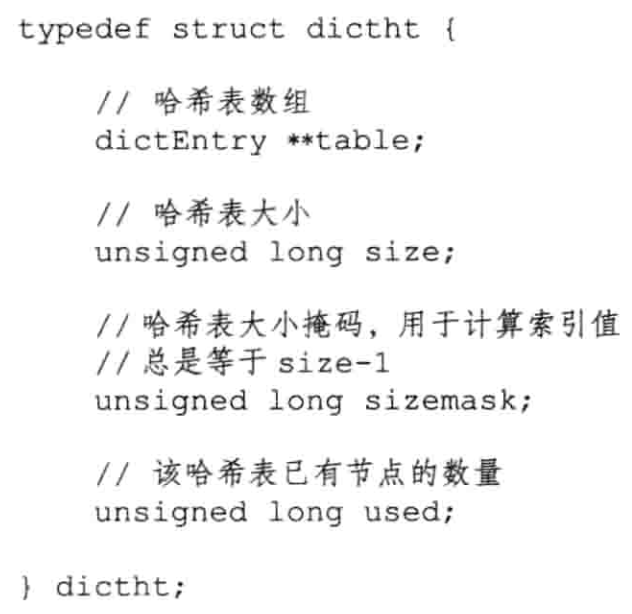 typedef struct dictht {
// 哈希表数组
dictEntry **table;
// 哈希表大小
unsigned long size;
// 哈希表大小掩码，用于计算索引值
// 总是等于 size-1
unsigned long sizemask;
// 该哈希表已有节点的数量
unsigned long used;
} dictht;